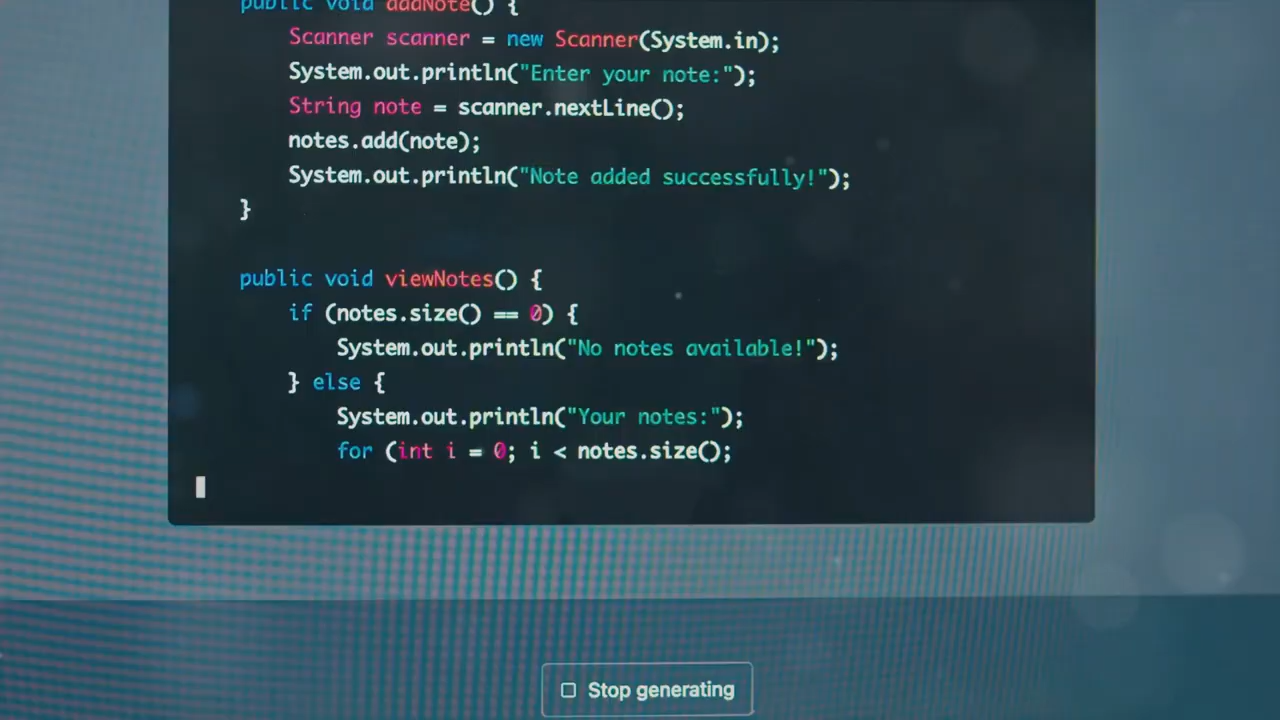 public void addNote() {
Scanner scanner = new Scanner(System.in);
System.out.println("Enter your note:");
String note = scanner.nextLine();
notes.add(note);
System.out.println("Note added successfully!");
}
public void viewNotes() {
if (notes.size() == 0) {
System.out.println("No notes available!");
} else {
System.out.println("Your notes:");
for (int i = 0; i < notes.size();
Stop generating